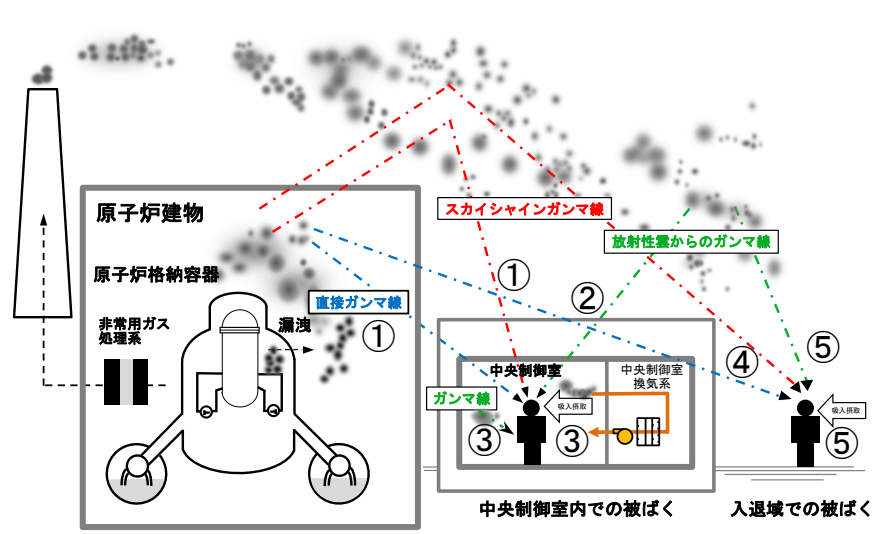 原子炉建物
原子炉格納容器
非常用ガス
処理系
漏洩
直接ガンマ線
①
スカイシャインガンマ線
①
放射性雲からのガンマ線
②
④
⑤
中央制御室
中央制御室
換気系
ガンマ線
③
吸入摂取
③
吸入摂取
⑤
中央制御室内での被ばく
入退域での被ばく